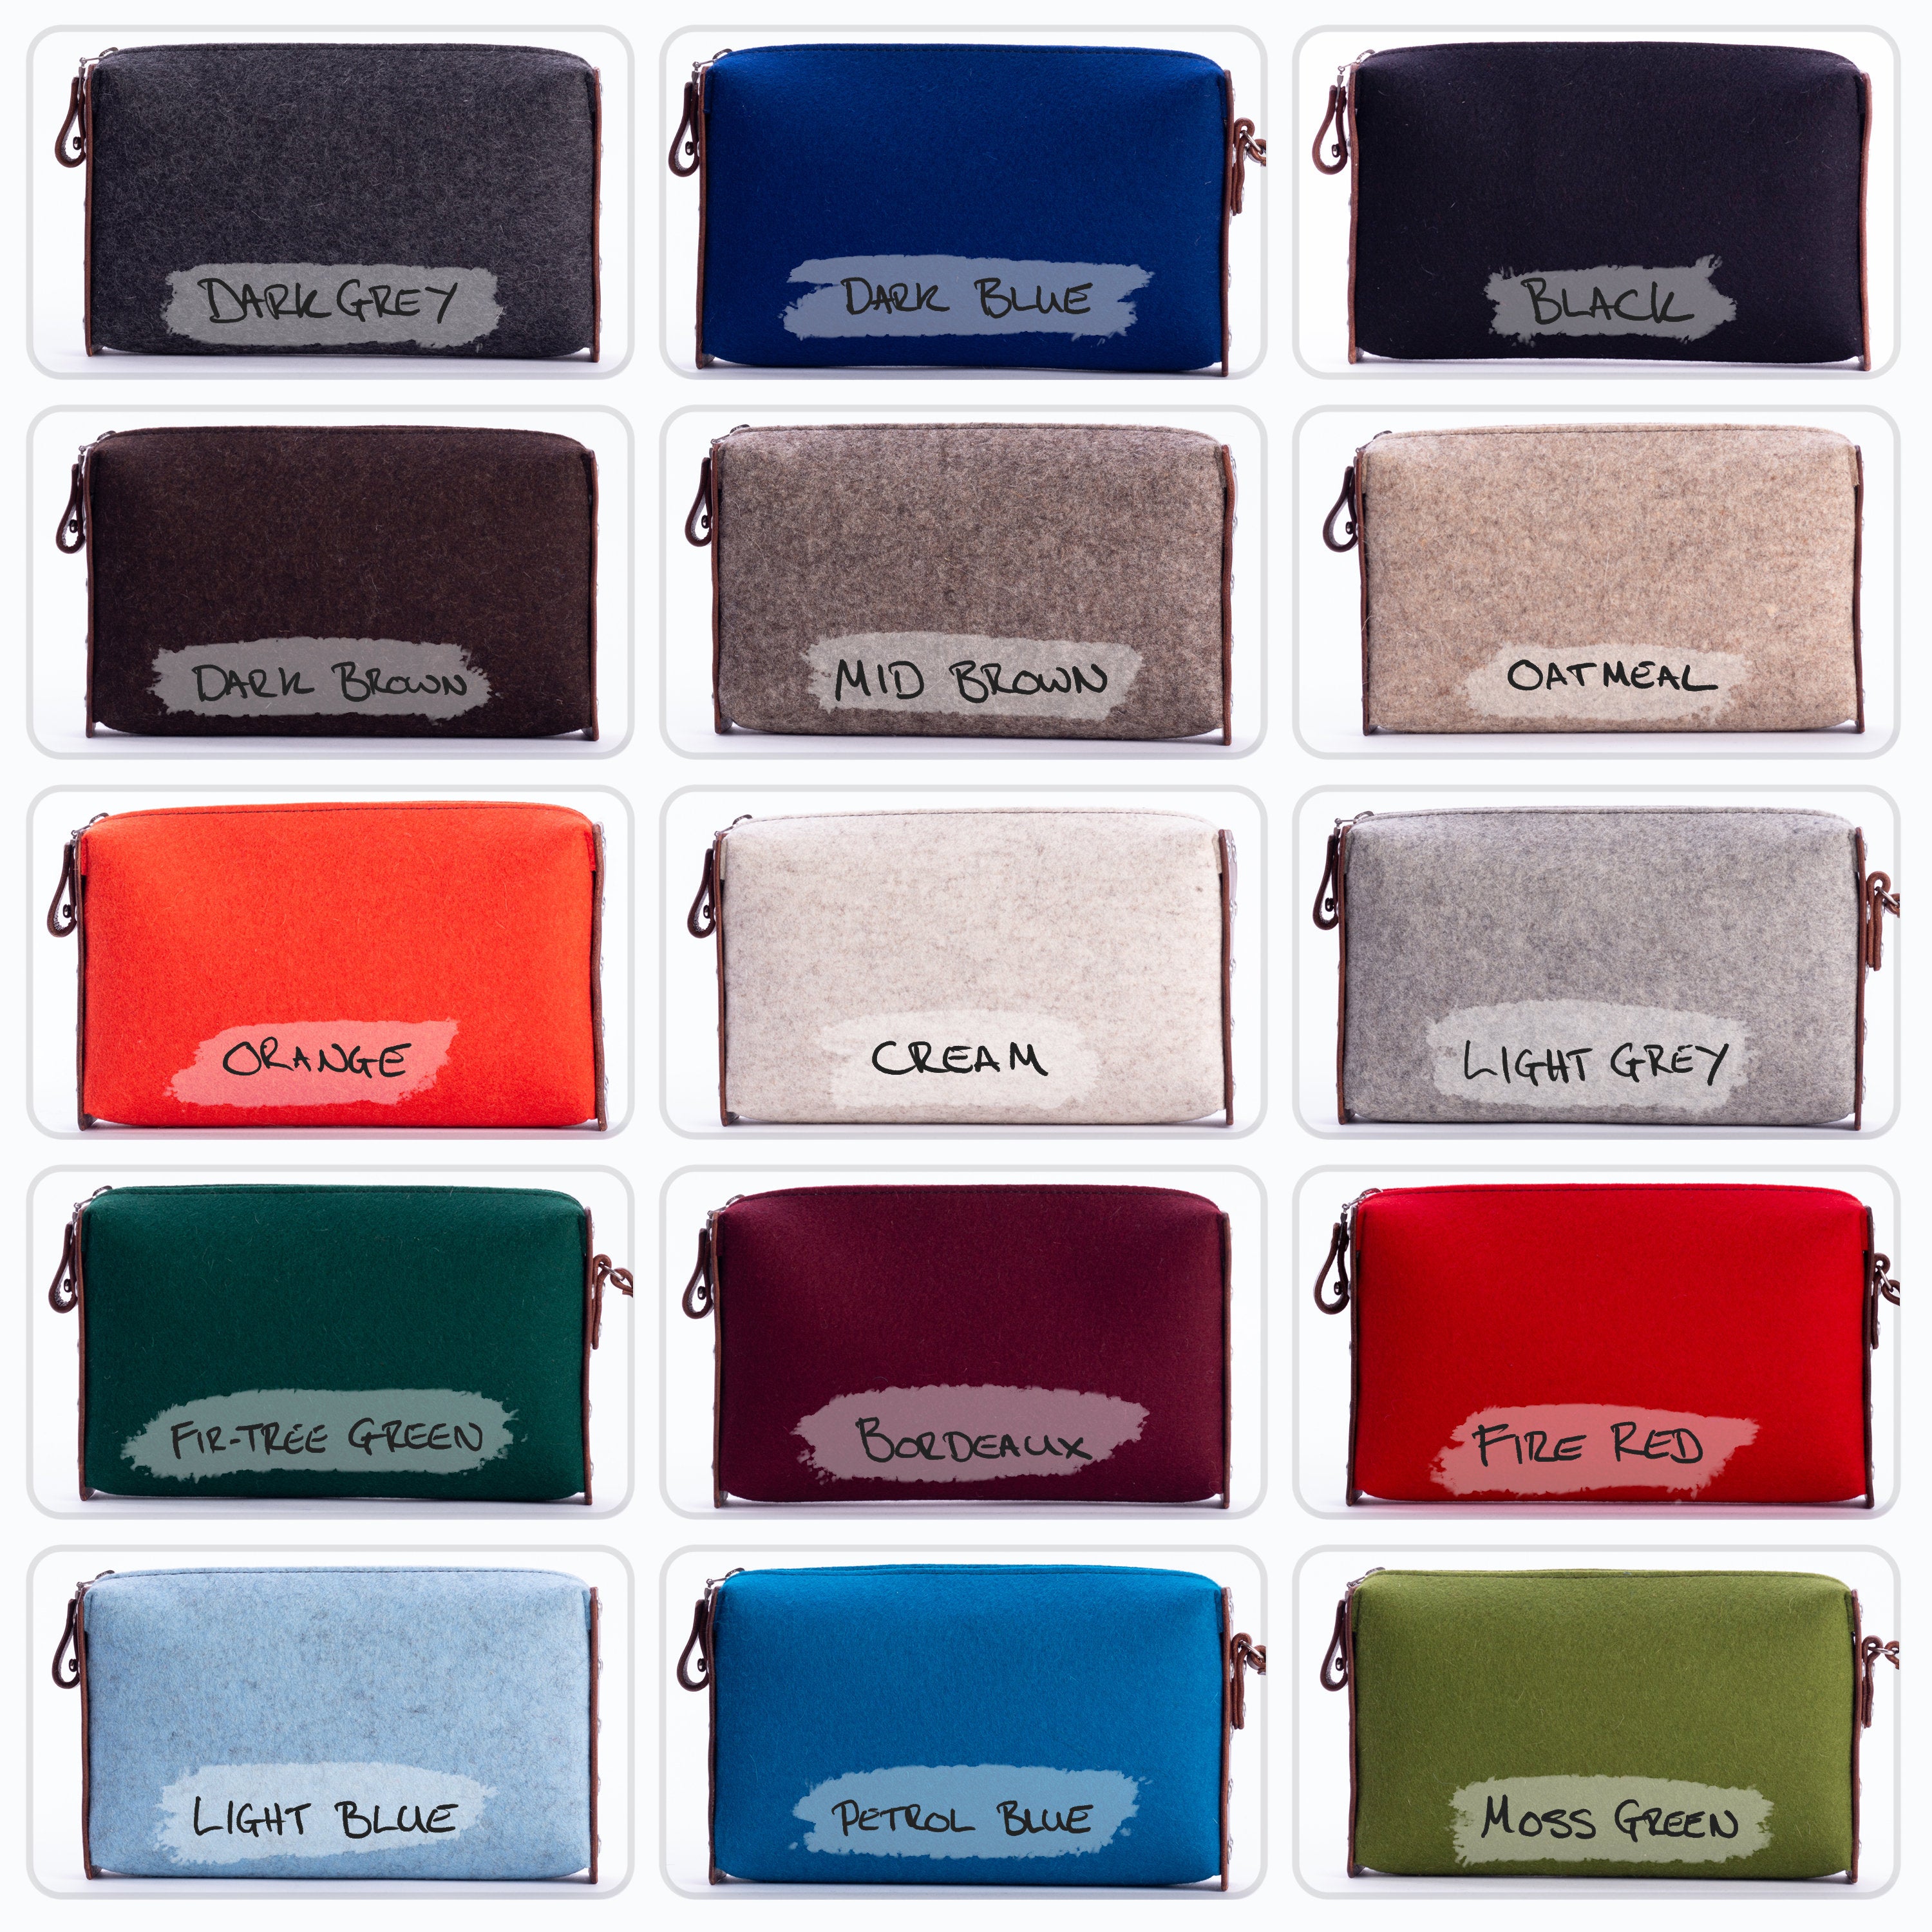 DARK GREY
DARK BLUE
BLACK
DARK BROWN
MID BROWN
OATMEAL
ORANGE
CREAM
LIGHT GREY
FIR-TREE GREEN
BORDEAUX
FIRE RED
LIGHT BLUE
PETROL BLUE
MOSS GREEN